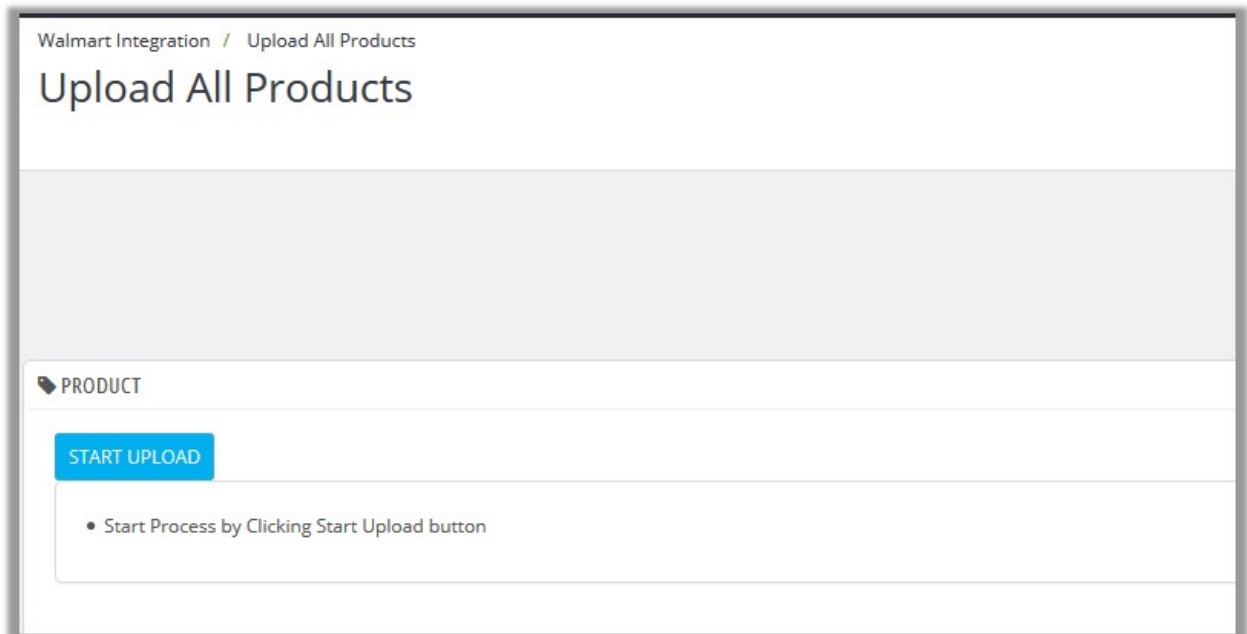 Walmart Integration / Upload All Products
Upload All Products
PRODUCT
START UPLOAD
• Start Process by Clicking Start Upload button